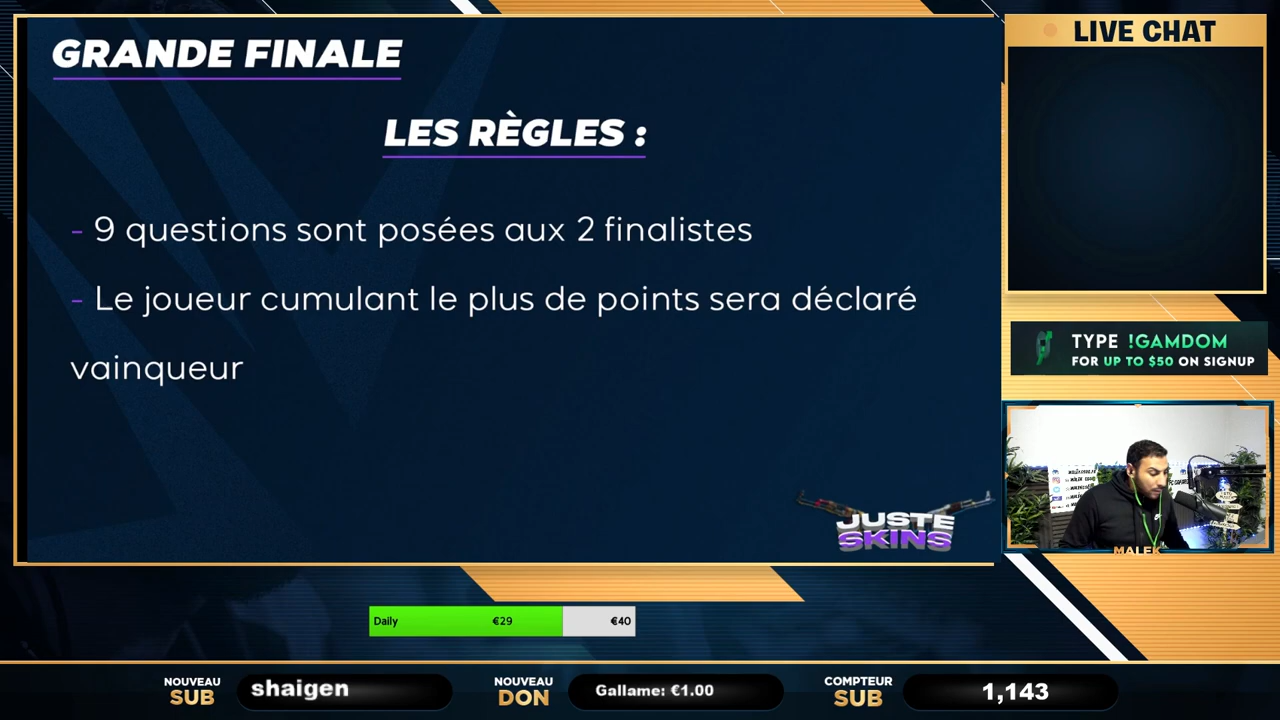 GRANDE FINALE
LES RÈGLES :
- 9 questions sont posées aux 2 finalistes
- Le joueur cumulant le plus de points sera déclaré
vainqueur
JUSTE
SKINS
LIVE CHAT
TYPE !GAMDOM
FOR UP TO $50 ON SIGNUP
MALEK
Daily €29 €40
NOUVEAU
SUB
shaigen
NOUVEAU
DON
Gallame: €1.00
COMPTEUR
SUB
1,143